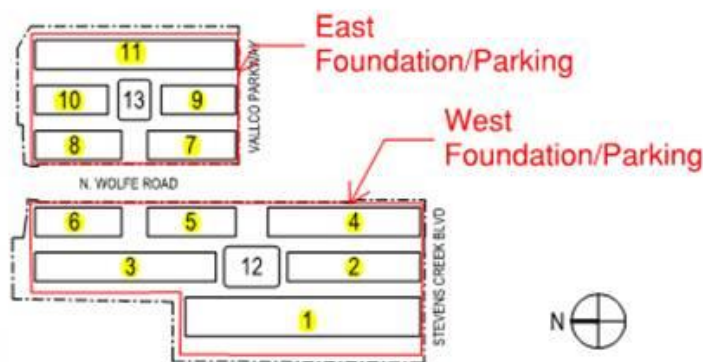 East
Foundation/Parking
11
10
13
9
8
7
VALLCO PARKWAY
West
Foundation/Parking
N. WOLFE ROAD
6
5
4
3
12
2
1
STEVENS CREEK BLVD
N